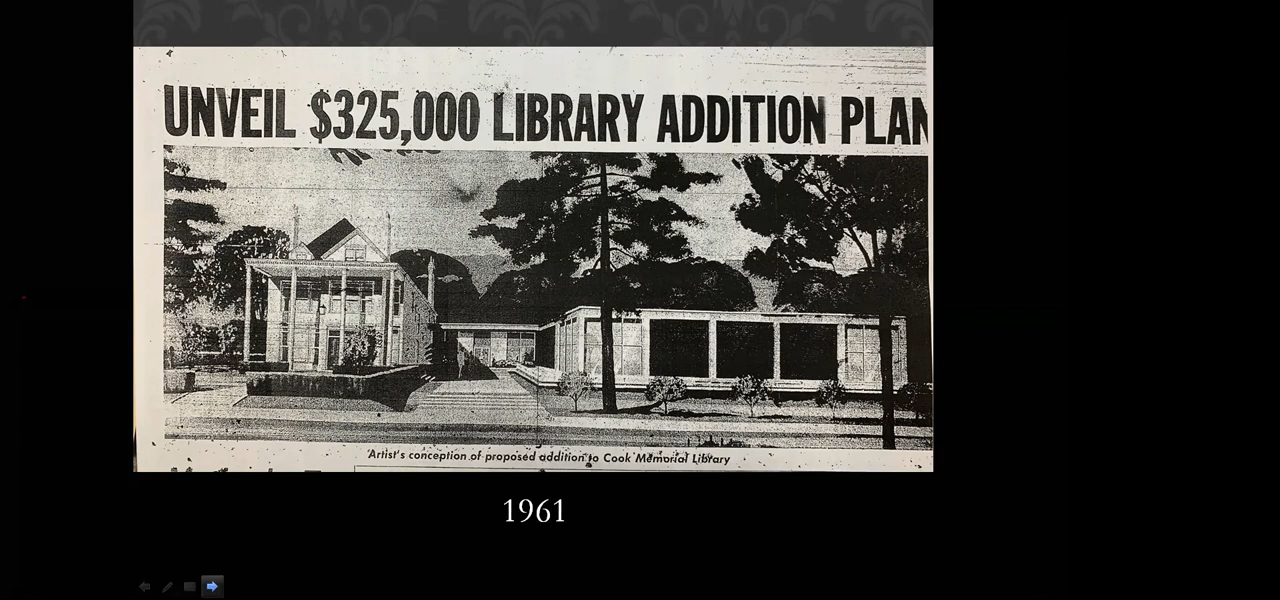 UNVEIL $325,000 LIBRARY ADDITION PLAN
Artist's conception of proposed addition to Cook Memorial Library
1961